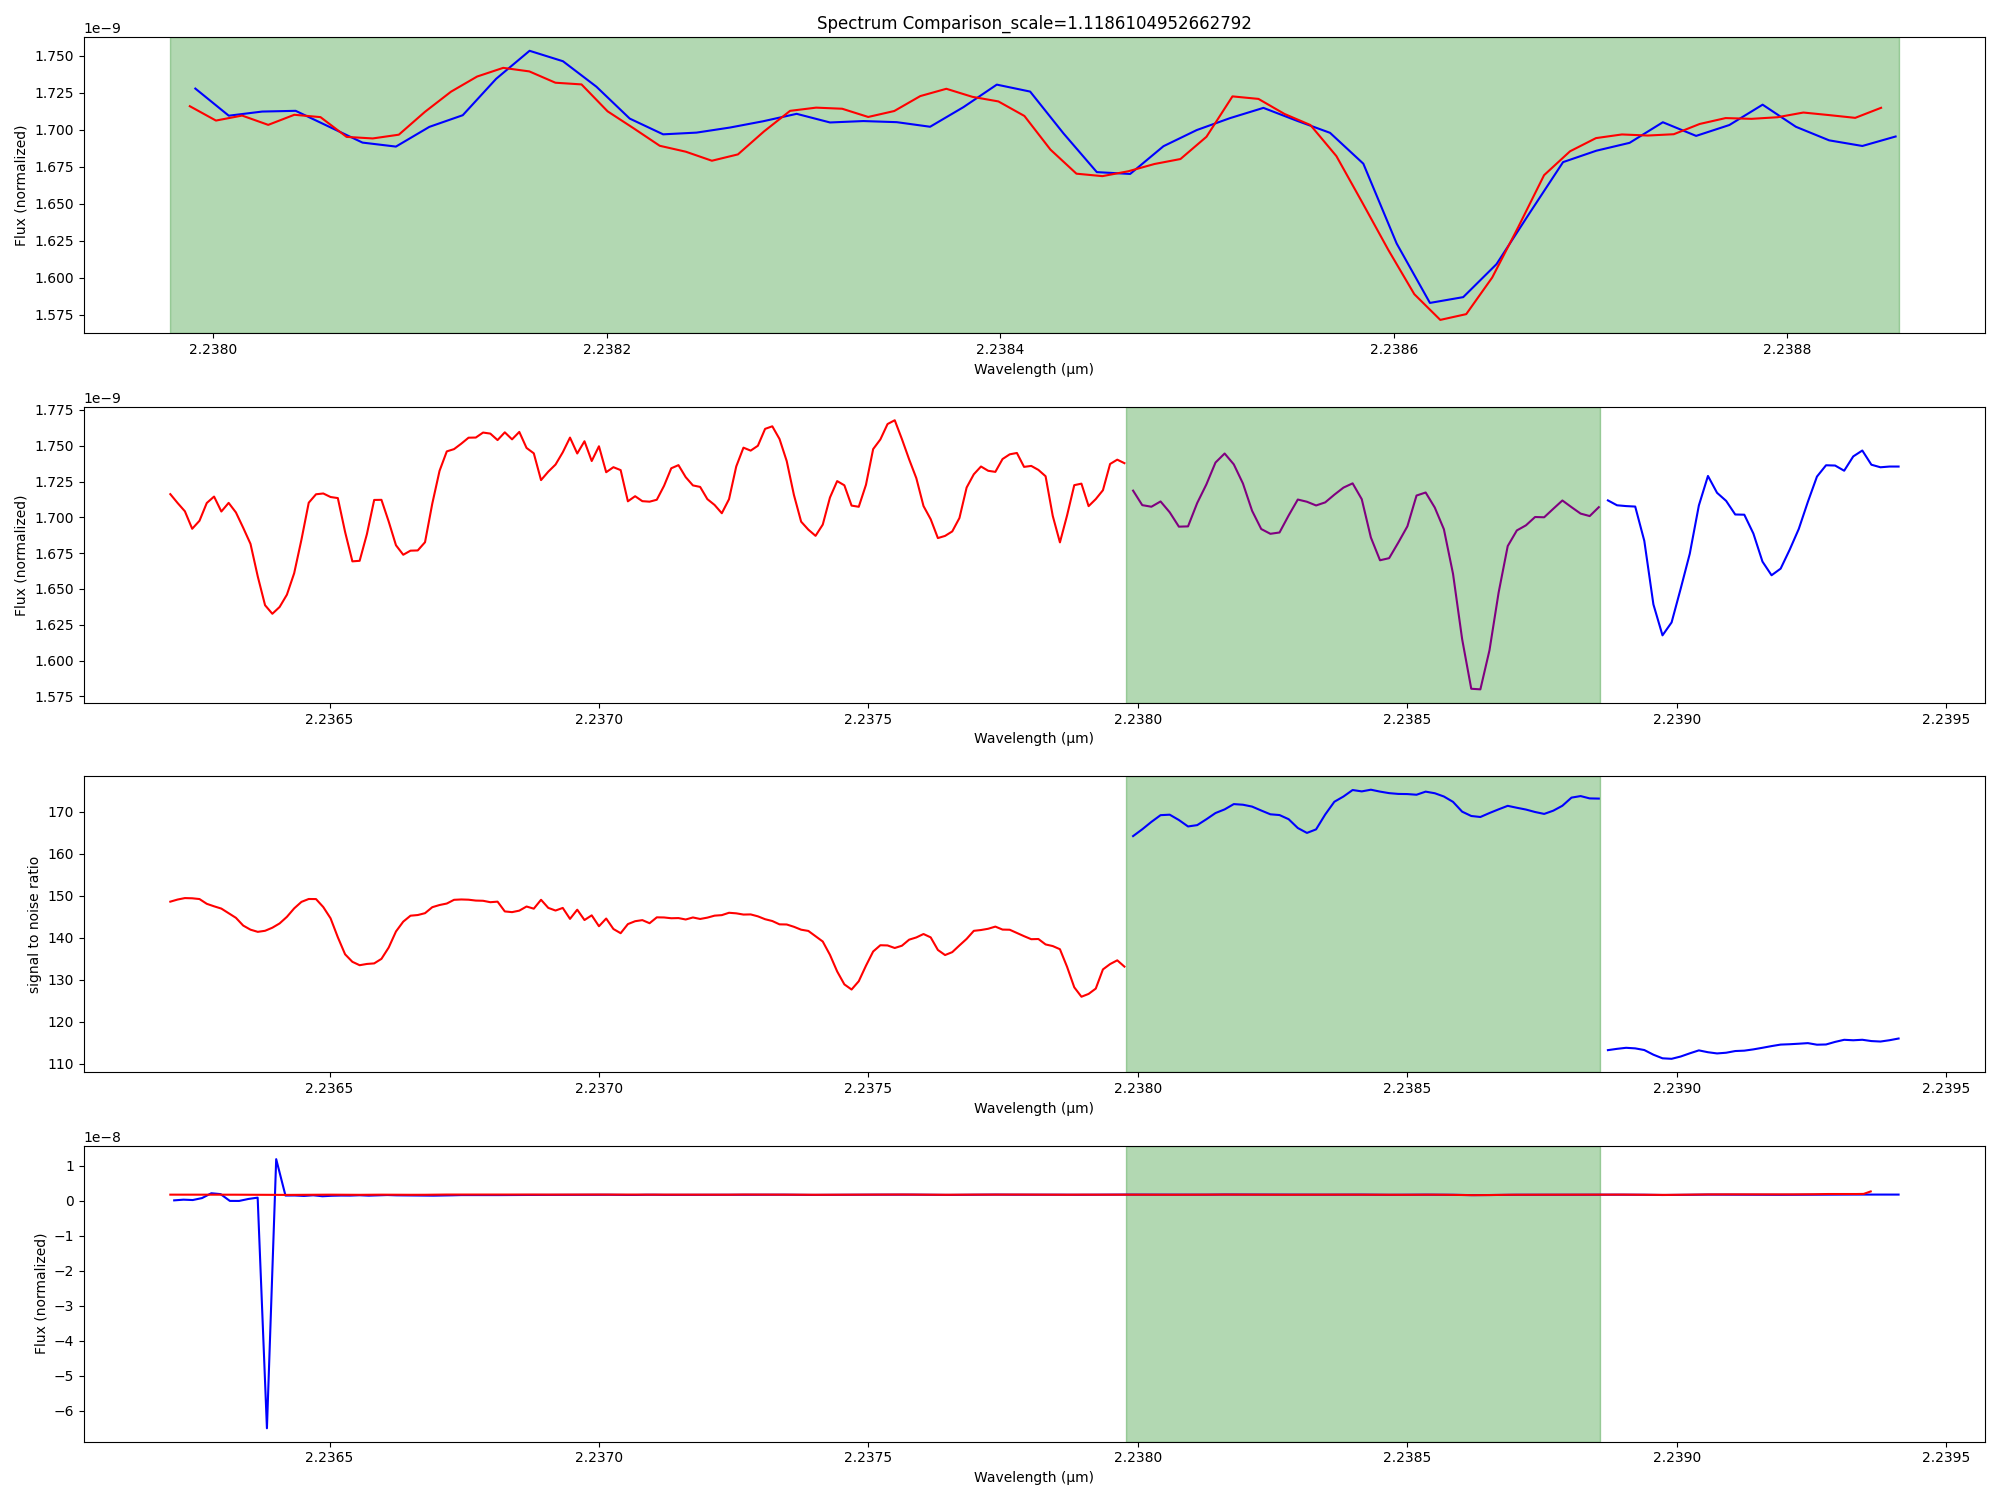 Spectrum Comparison_scale=1.1186104952662792
1e−9
1.750
1.725
1.700
1.675
1.650
1.625
1.600
1.575
Flux (normalized)
2.2380 2.2382 2.2384 2.2386 2.2388
Wavelength (μm)
1e−9
1.775
1.750
1.725
1.700
1.675
1.650
1.625
1.600
1.575
Flux (normalized)
2.2365 2.2370 2.2375 2.2380 2.2385 2.2390 2.2395
Wavelength (μm)
170
160
150
140
130
120
110
signal to noise ratio
2.2365 2.2370 2.2375 2.2380 2.2385 2.2390 2.2395
Wavelength (μm)
1e−8
1
0
−1
−2
−3
−4
−5
−6
Flux (normalized)
2.2365 2.2370 2.2375 2.2380 2.2385 2.2390 2.2395
Wavelength (μm)